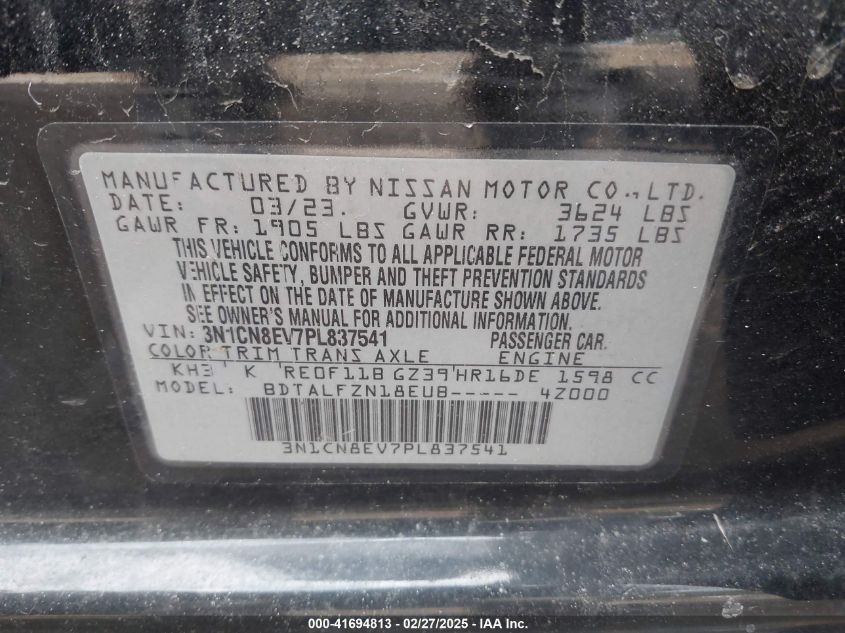 MANUFACTURED BY NISSAN MOTOR CO., LTD.
DATE: 03/23. GVWR: 3624 LBS
GAWR FR: 1905 LBS GAWR RR: 1735 LBS
THIS VEHICLE CONFORMS TO ALL APPLICABLE FEDERAL MOTOR
VEHICLE SAFETY, BUMPER AND THEFT PREVENTION STANDARDS
IN EFFECT ON THE DATE OF MANUFACTURE SHOWN ABOVE.
SEE OWNER'S MANUAL FOR ADDITIONAL INFORMATION.
VIN: 3N1CN8EV7PL837541 PASSENGER CAR.
COLOR TRIM TRANS AXLE ENGINE
KH3 K RE0F11B GZ39 HR16DE 1598 CC
MODEL: BDTALFZN18EUB----- 4Z000
3N1CN8EV7PL837541
000-41694813 - 02/27/2025 - IAA, Inc.